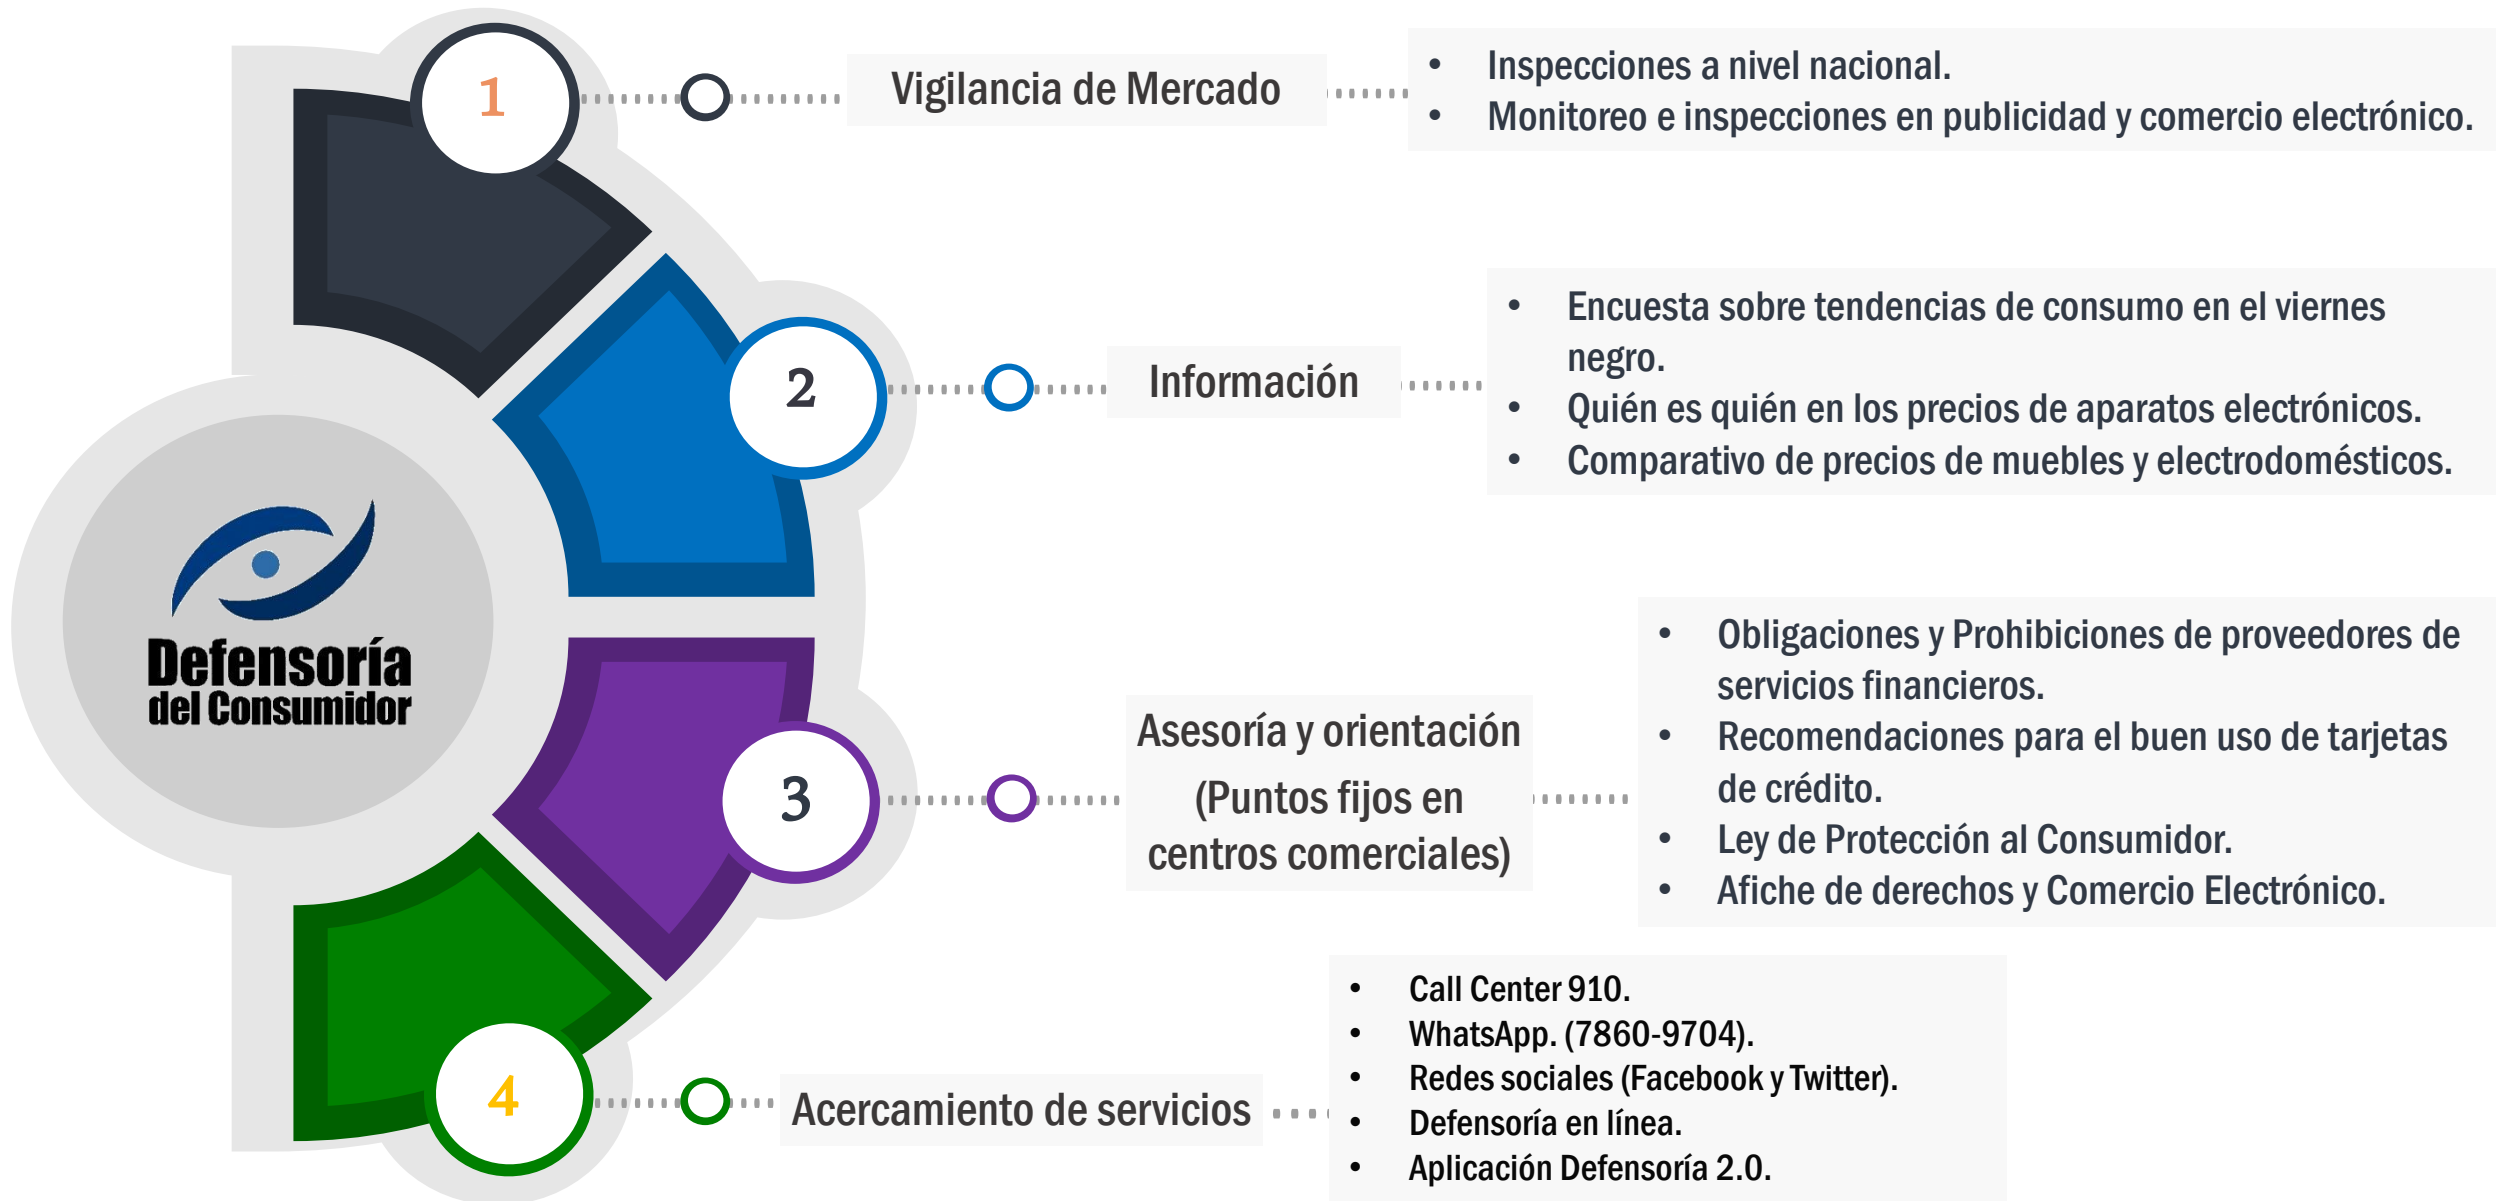 1
Vigilancia de Mercado
• Inspecciones a nivel nacional.
• Monitoreo e inspecciones en publicidad y comercio electrónico.
2
Información
• Encuesta sobre tendencias de consumo en el viernes
negro.
• Quién es quién en los precios de aparatos electrónicos.
• Comparativo de precios de muebles y electrodomésticos.
Defensoría
del Consumidor
3
Asesoría y orientación
(Puntos fijos en
centros comerciales)
• Obligaciones y Prohibiciones de proveedores de
servicios financieros.
• Recomendaciones para el buen uso de tarjetas
de crédito.
• Ley de Protección al Consumidor.
• Afiche de derechos y Comercio Electrónico.
4
Acercamiento de servicios
• Call Center 910.
• WhatsApp. (7860-9704).
• Redes sociales (Facebook y Twitter).
• Defensoría en línea.
• Aplicación Defensoría 2.0.